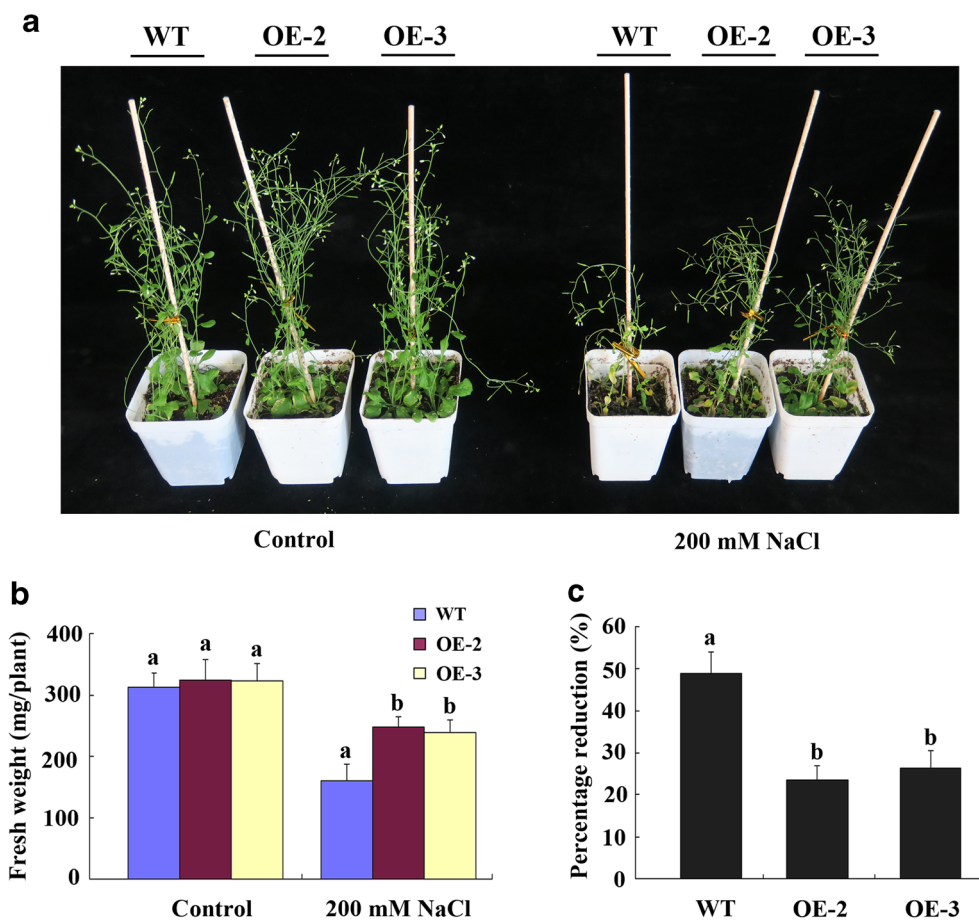 a
WT OE-2 OE-3 WT OE-2 OE-3
Control 200 mM NaCl
b
Fresh weight (mg/plant)
400
300
200
100
0
a a a
a b b
WT
OE-2
OE-3
Control 200 mM NaCl
c
Percentage reduction (%)
60
50
40
30
20
10
0
a
b
b
WT OE-2 OE-3